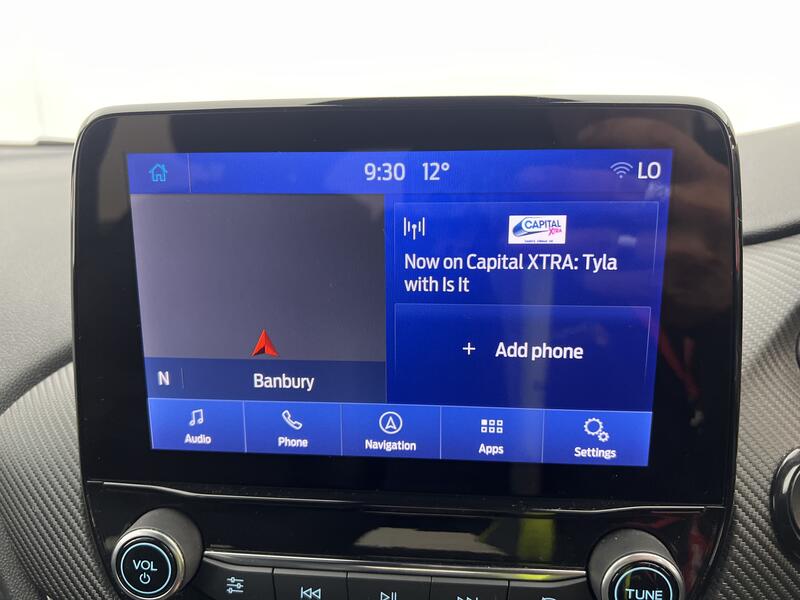 9:30 12° LO
CAPITAL
XTRA
Now on Capital XTRA: Tyla
with Is It
+ Add phone
N Banbury
Audio Phone Navigation Apps Settings
VOL
TUNE